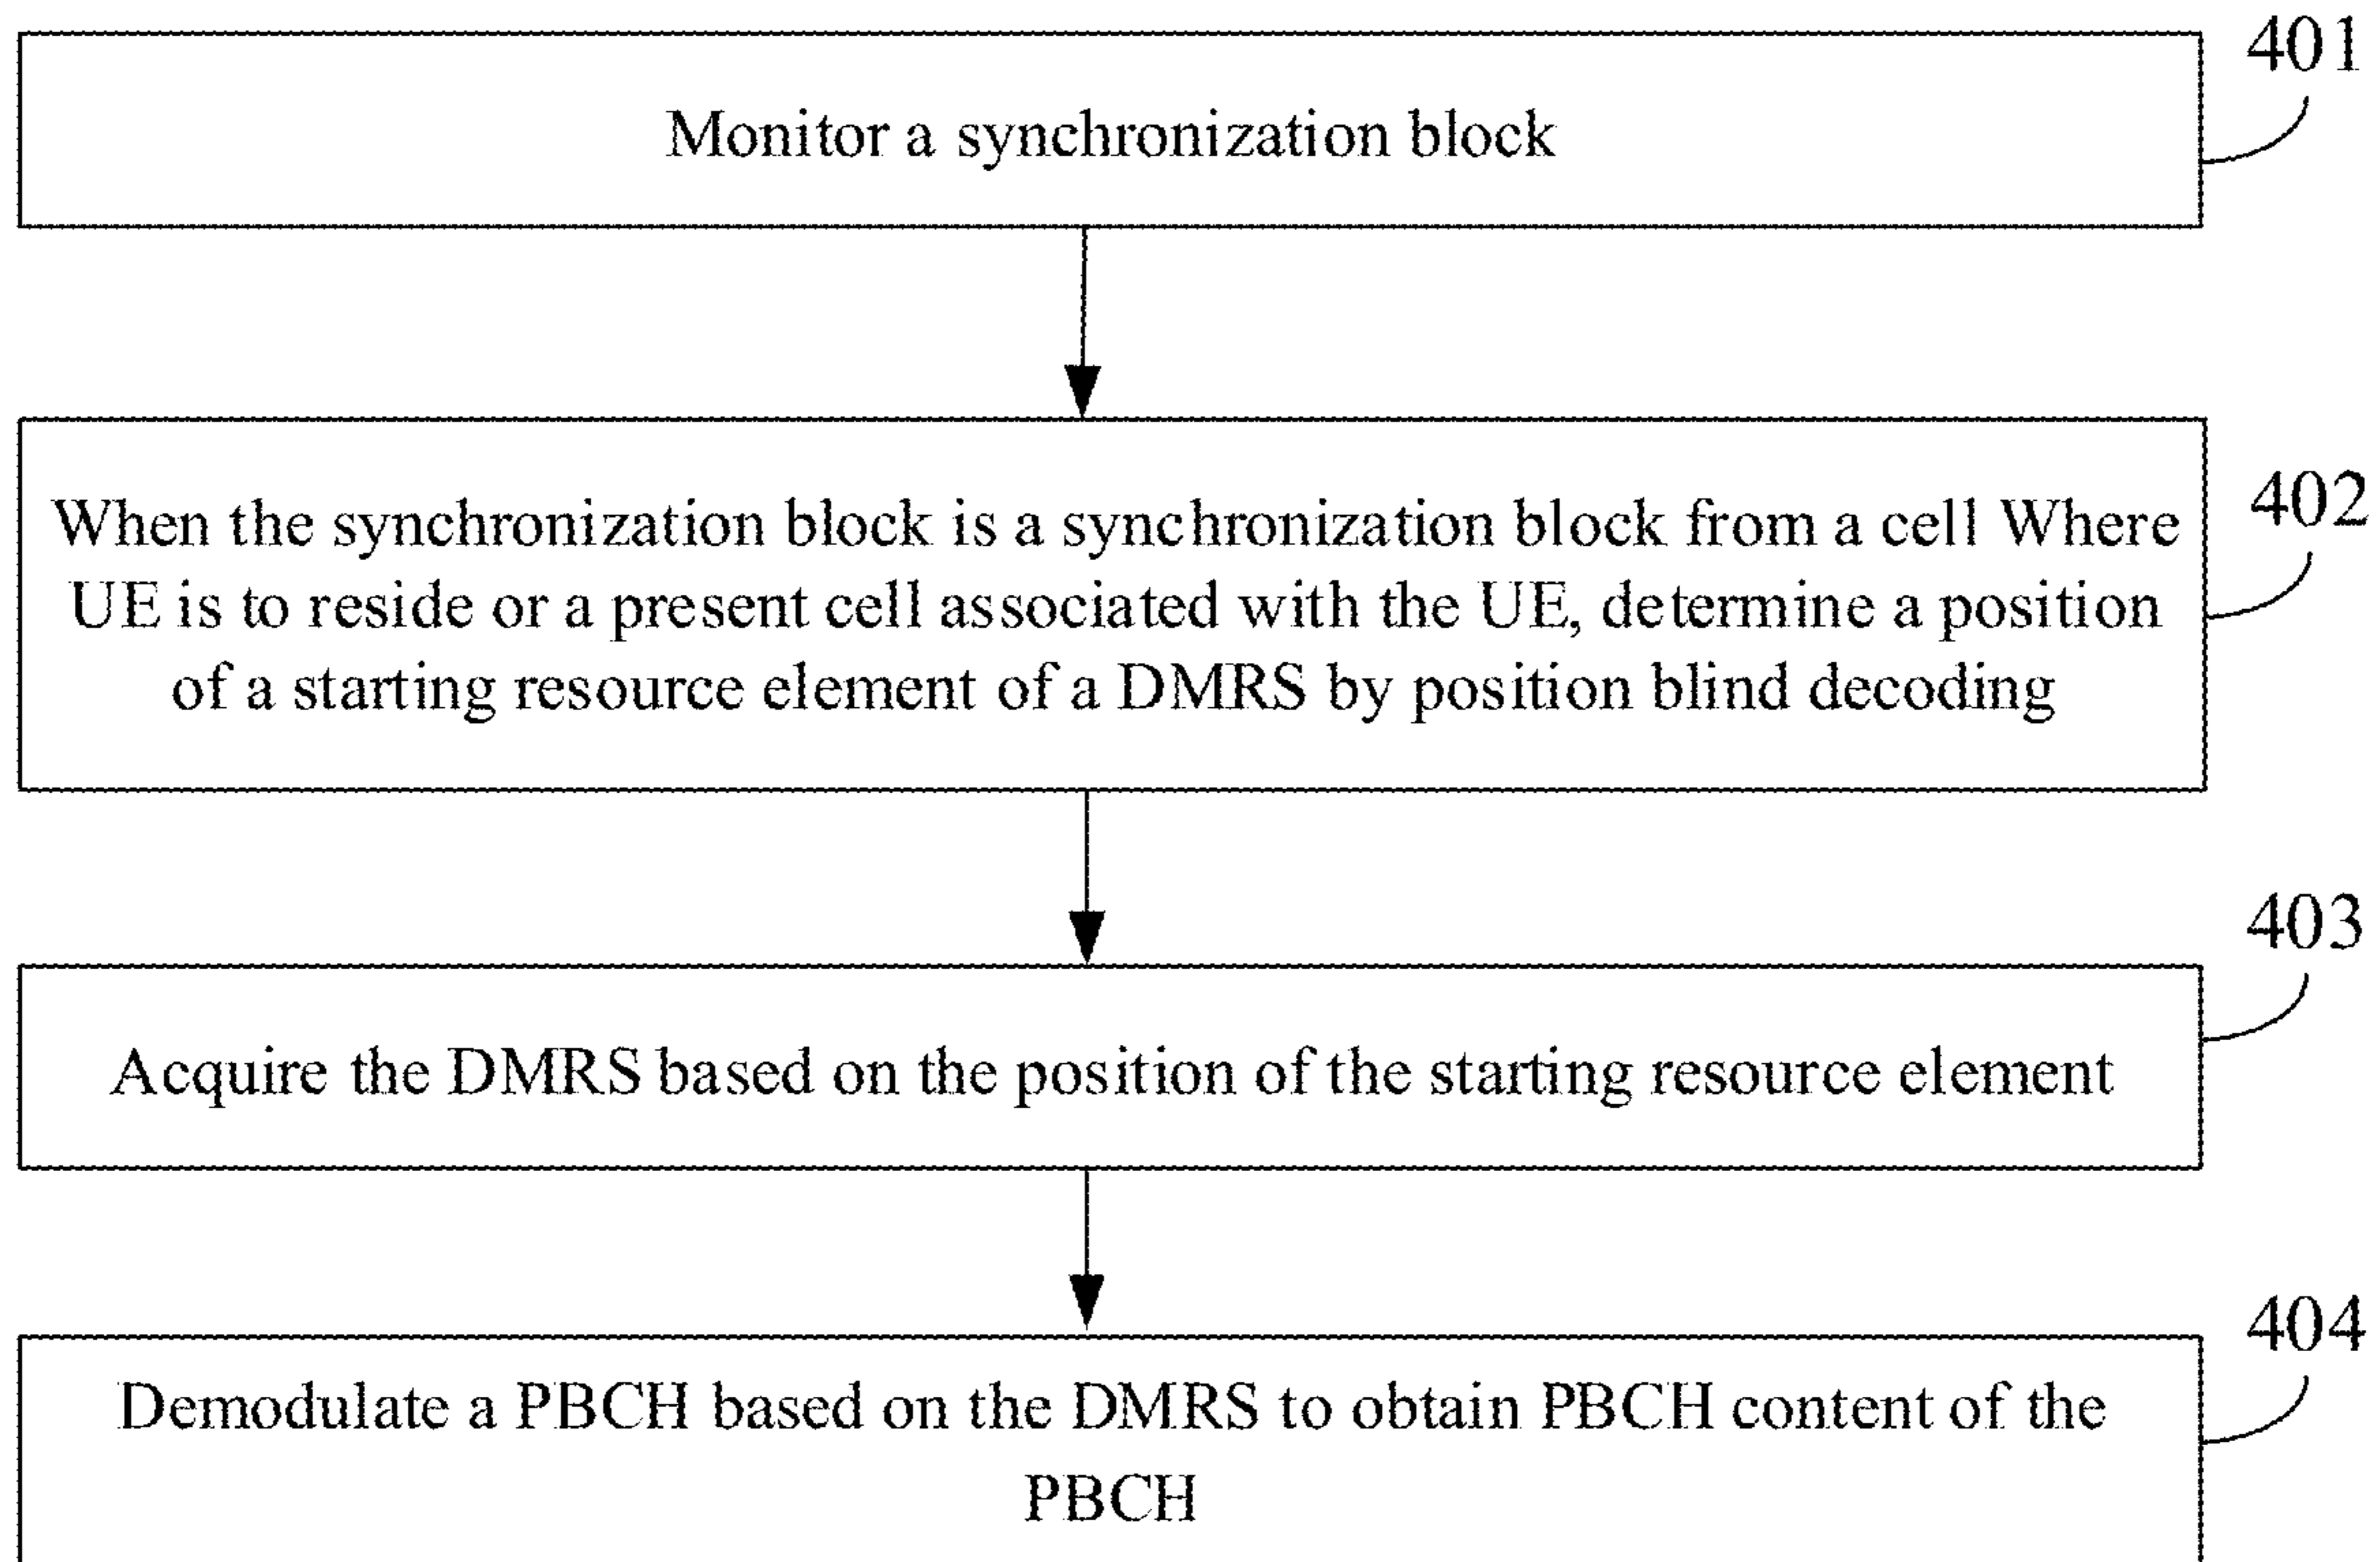 401
Monitor a synchronization block
402
When the synchronization block is a synchronization block from a cell Where
UE is to reside or a present cell associated with the UE, determine a position
of a starting resource element of a DMRS by position blind decoding
403
Acquire the DMRS based on the position of the starting resource element
404
Demodulate a PBCH based on the DMRS to obtain PBCH content of the
PBCH